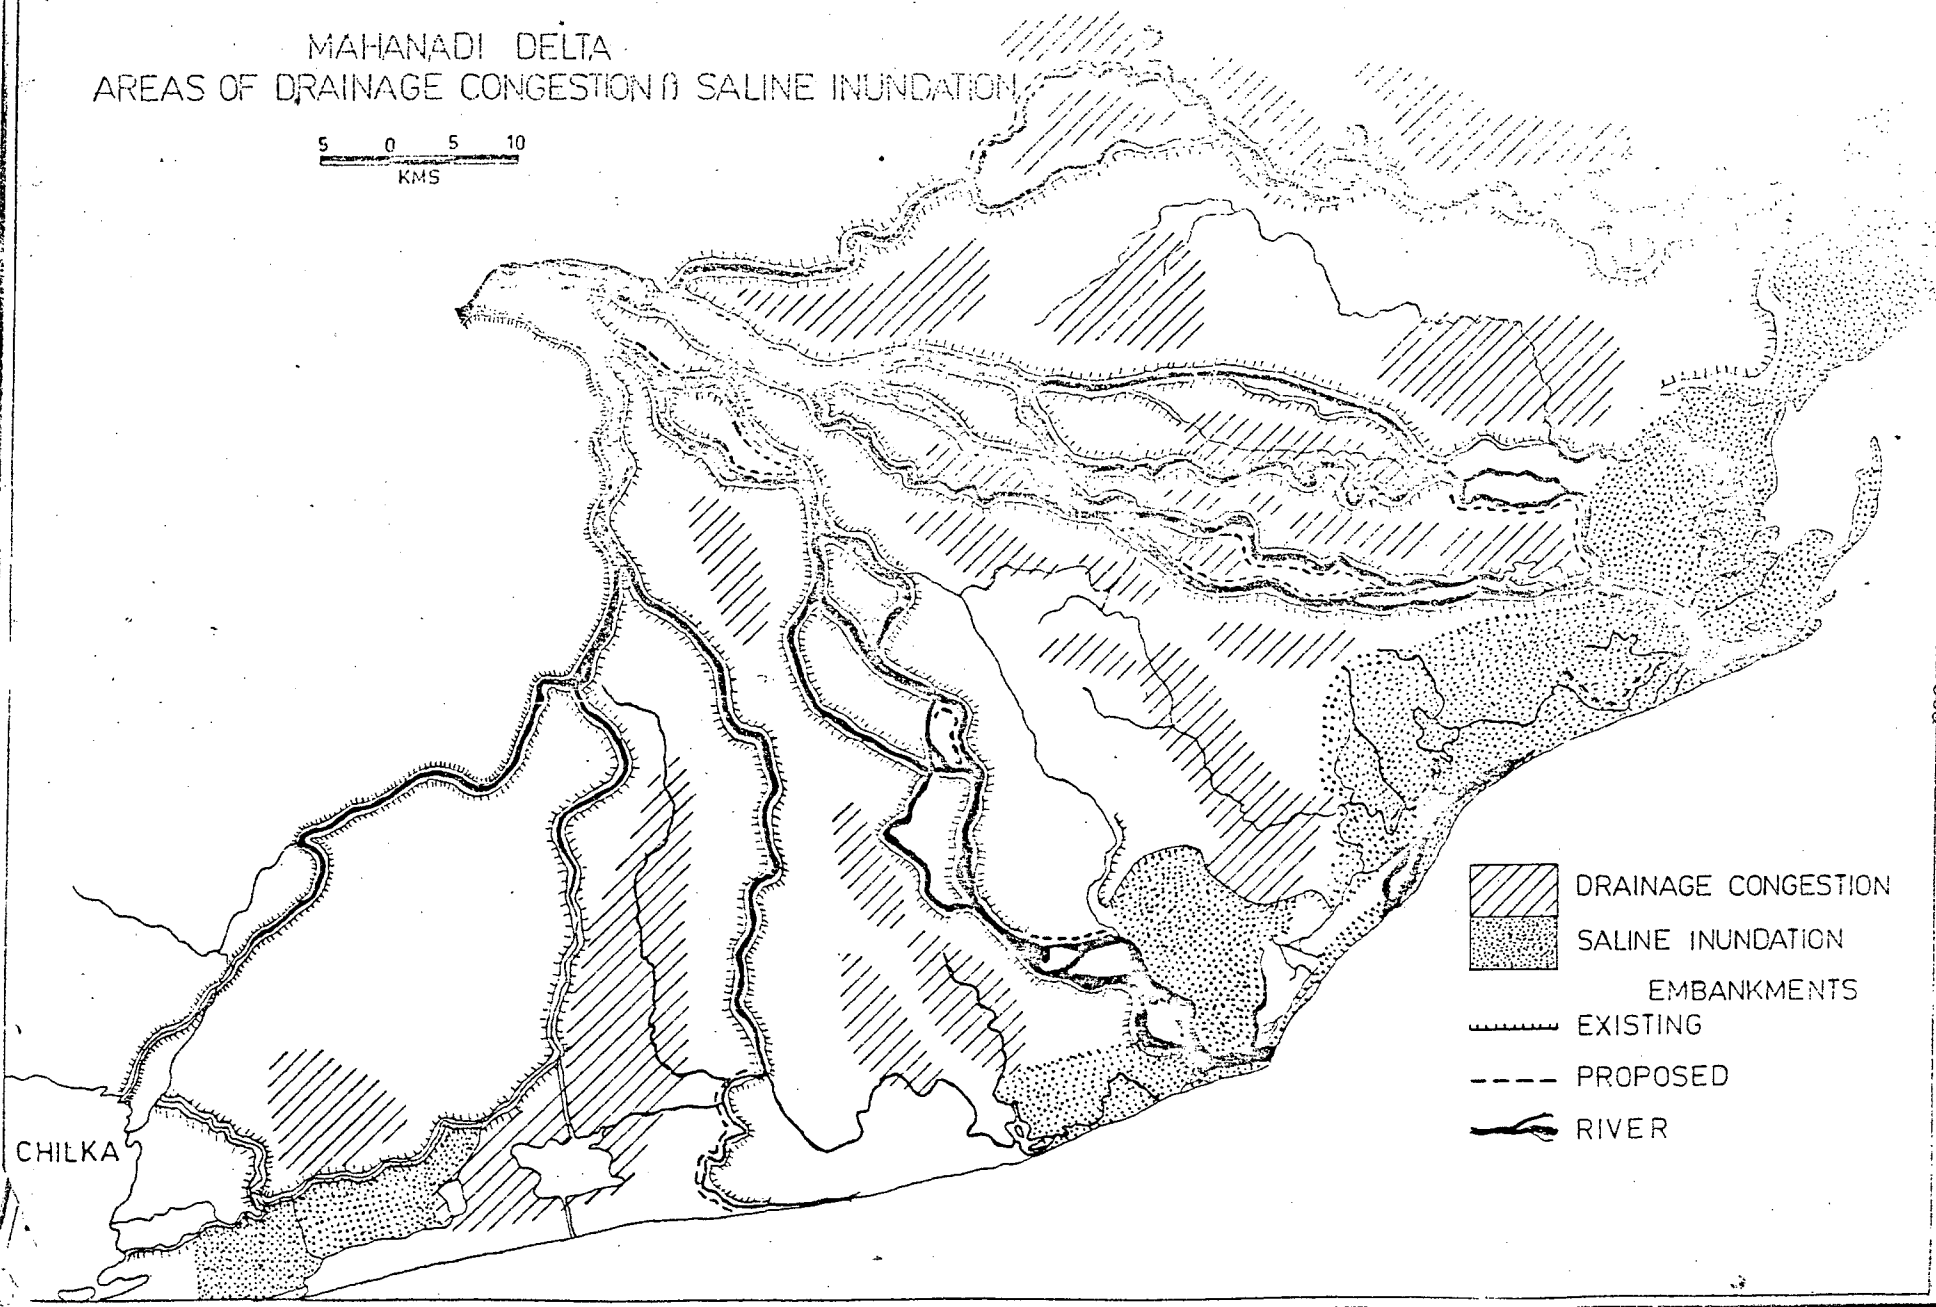 MAHANADI DELTA
AREAS OF DRAINAGE CONGESTION & SALINE INUNDATION
5 0 5 10
KMS
CHILKA
DRAINAGE CONGESTION
SALINE INUNDATION
EMBANKMENTS
EXISTING
PROPOSED
RIVER